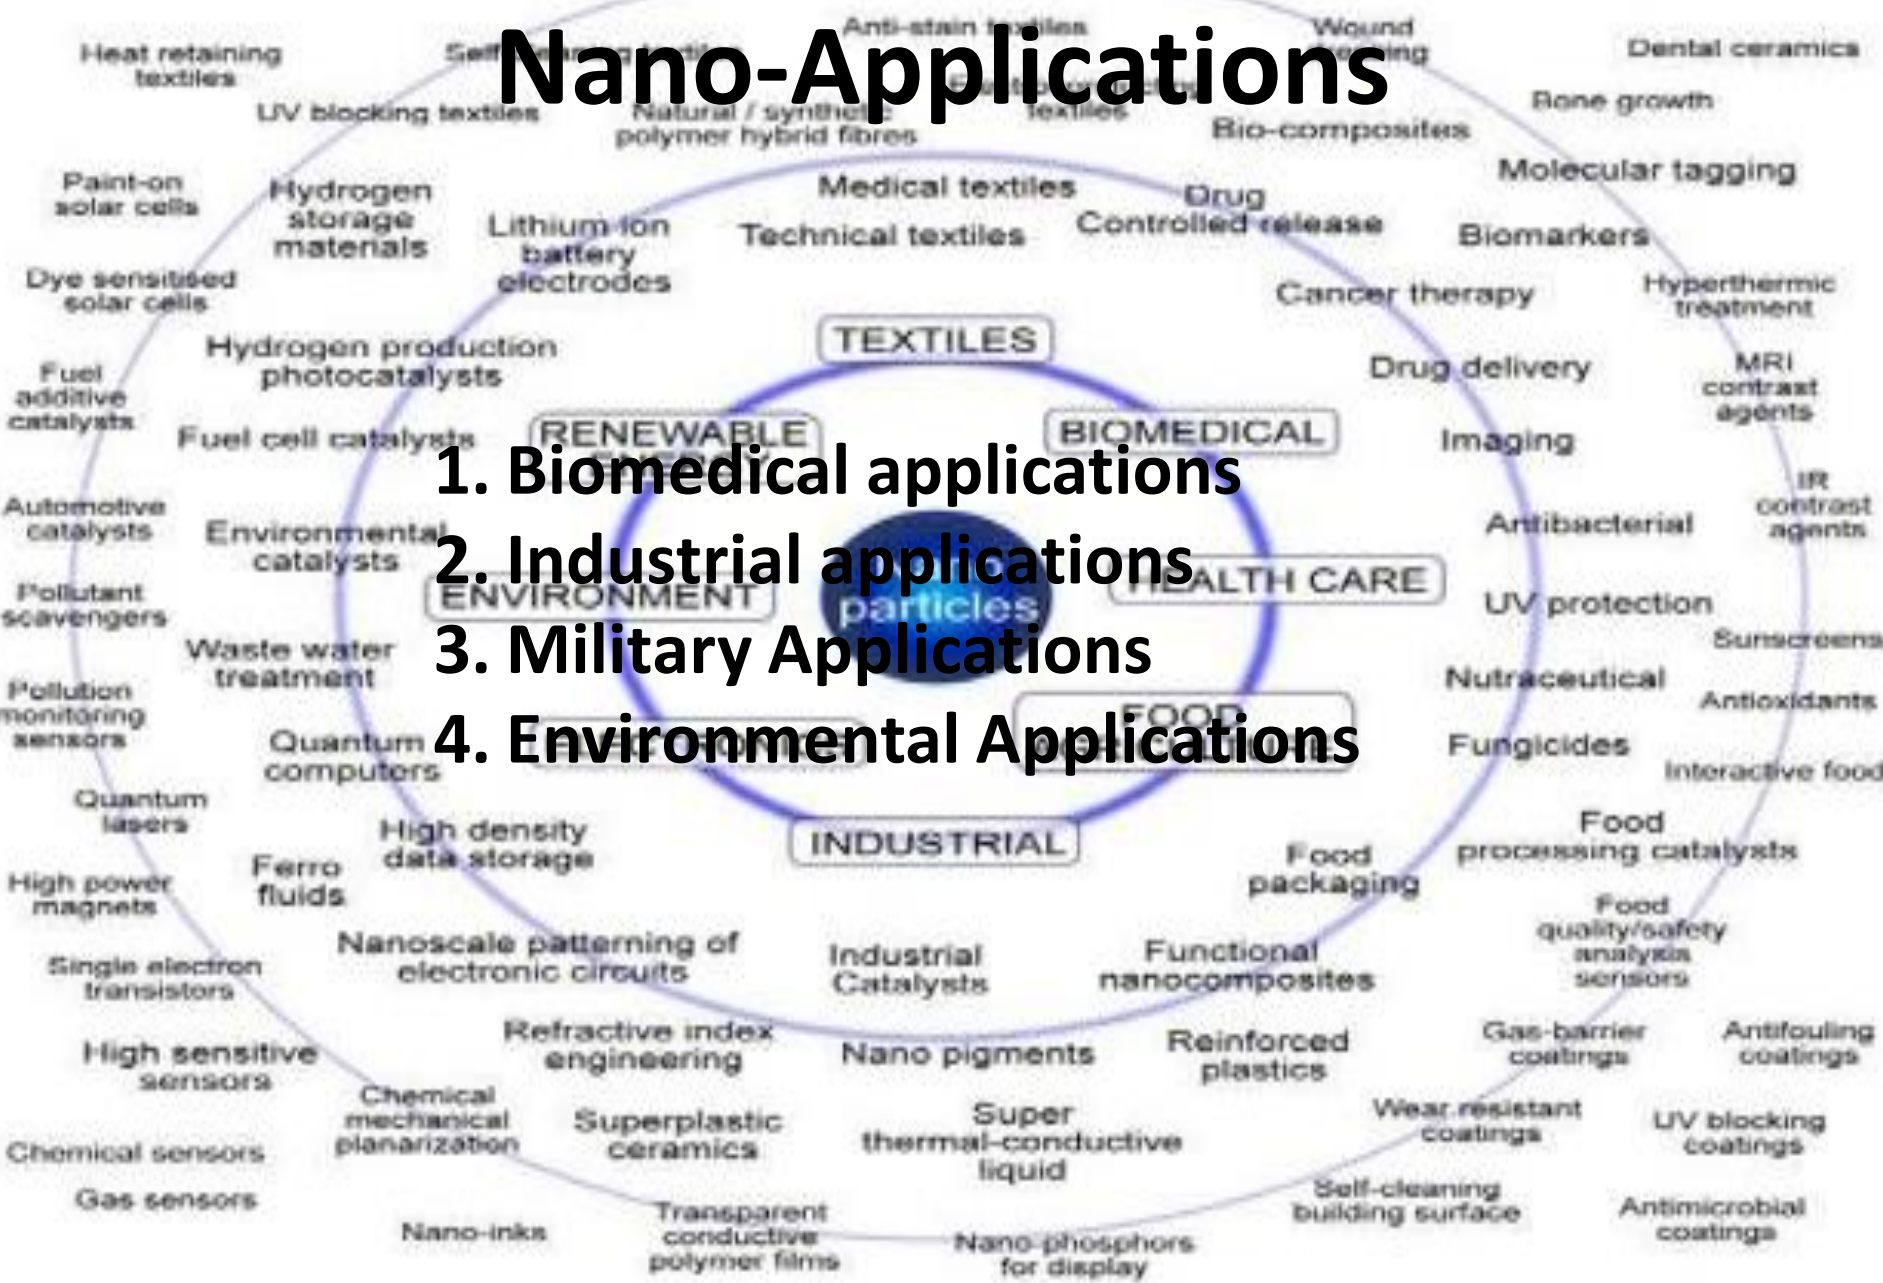 Nano-Applications
Anti-stain textiles
Wound
Heat retaining
textiles
Dental ceramics
UV blocking textiles
Natural / synthetic
polymer hybrid fibres
textiles
Bio-composites
Bone growth
Molecular tagging
Paint-on
solar cells
Hydrogen
storage
materials
Lithium ion
battery
electrodes
Medical textiles
Technical textiles
Drug
Controlled release
Biomarkers
Dye sensitised
solar cells
Cancer therapy
Hyperthermic
treatment
TEXTILES
Hydrogen production
photocatalysts
Drug delivery
MRI
contrast
agents
Fuel
additive
catalysts
Fuel cell catalysts
RENEWABLE
BIOMEDICAL
Imaging
1. Biomedical applications
2. Industrial applications
3. Military Applications
4. Environmental Applications
IR
contrast
agents
Automotive
catalysts
Environmental
catalysts
Antibacterial
ENVIRONMENT
particles
HEALTH CARE
Pollutant
scavengers
UV protection
Sunscreens
Waste water
treatment
Nutraceutical
Antioxidants
Pollution
monitoring
sensors
Quantum
computers
FOOD
Fungicides
Interactive food
Quantum
lasers
High density
data storage
INDUSTRIAL
Food
packaging
Food
processing catalysts
Ferro
fluids
High power
magnets
Food
quality/safety
analysis
sensors
Nanoscale patterning of
electronic circuits
Industrial
Catalysts
Functional
nanocomposites
Single electron
transistors
Refractive index
engineering
Nano pigments
Reinforced
plastics
Gas-barrier
coatings
Antifouling
coatings
High sensitive
sensors
Chemical
mechanical
planarization
Superplastic
ceramics
Super
thermal-conductive
liquid
Wear resistant
coatings
UV blocking
coatings
Chemical sensors
Gas sensors
Nano-inks
Transparent
conductive
polymer films
Nano-phosphors
for display
Self-cleaning
building surface
Antimicrobial
coatings